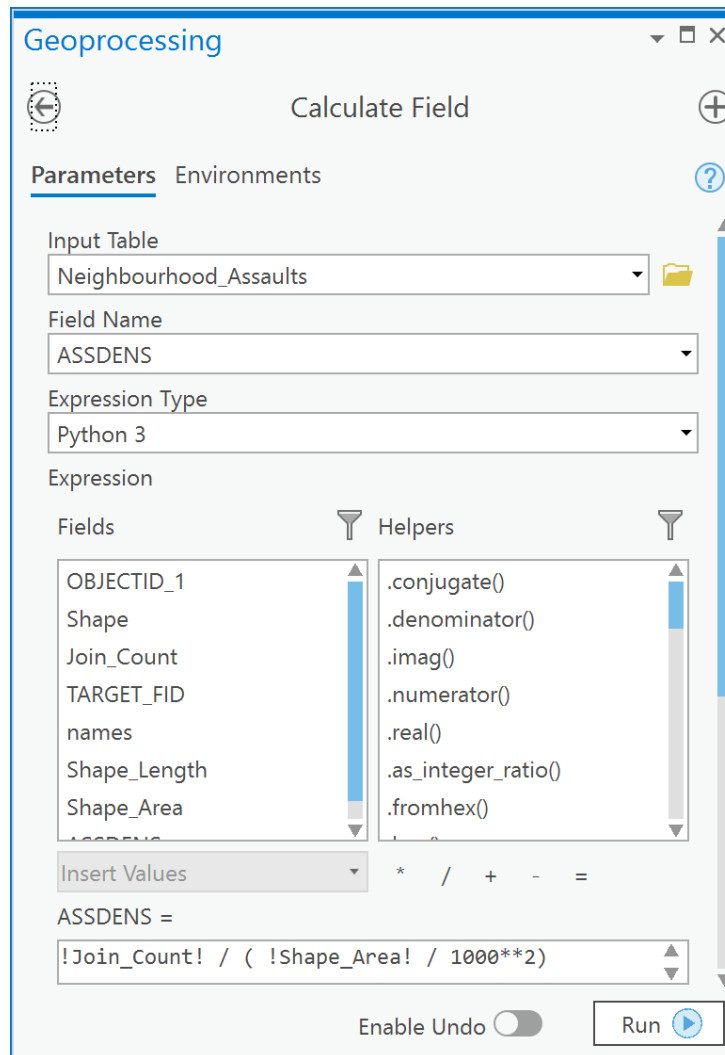 Geoprocessing
Calculate Field
Parameters Environments
Input Table
Neighbourhood_Assaults
Field Name
ASSDENS
Expression Type
Python 3
Expression
Fields
Helpers
OBJECTID_1
Shape
Join_Count
TARGET_FID
names
Shape_Length
Shape_Area
.conjugate()
.denominator()
.imag()
.numerator()
.real()
.as_integer_ratio()
.fromhex()
Insert Values
* / + - =
ASSDENS =
!Join_Count! / ( !Shape_Area! / 1000**2)
Enable Undo
Run